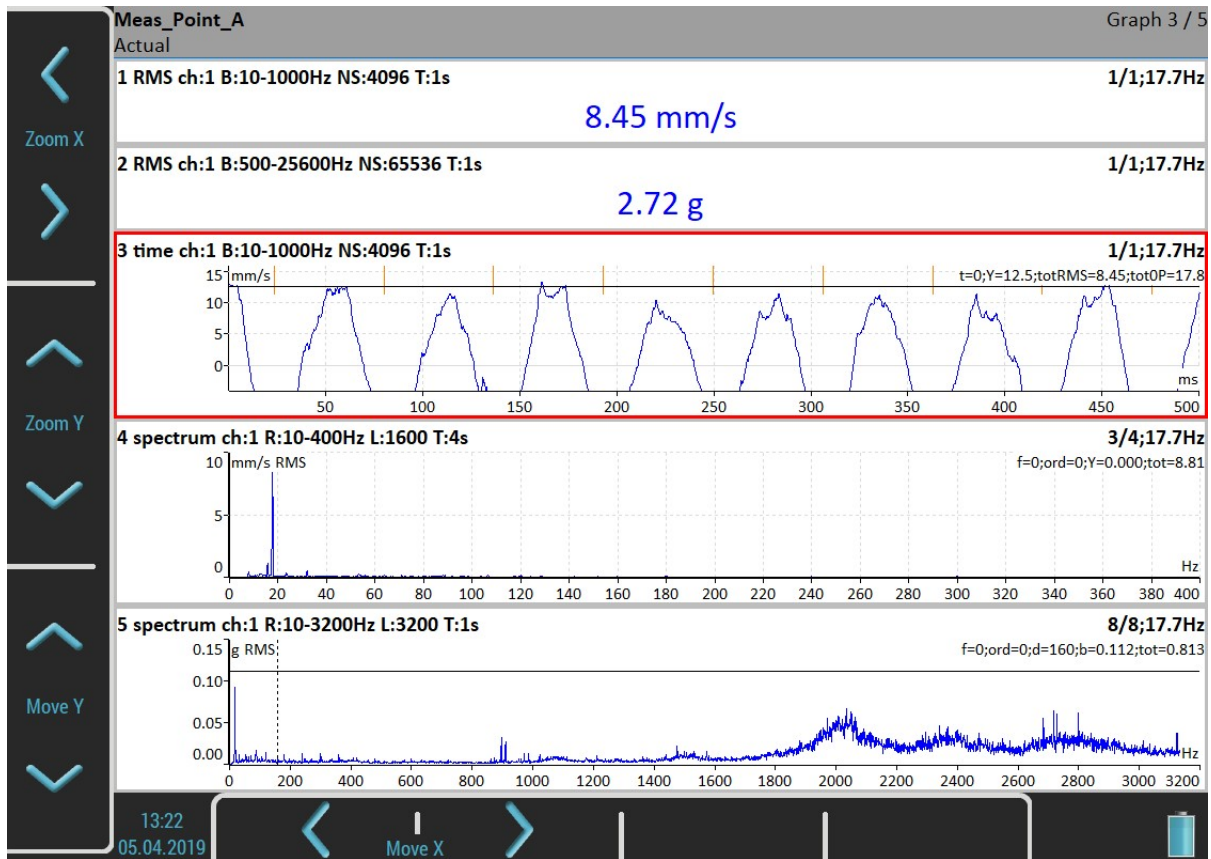 Meas_Point_A Graph 3 / 5
Actual
Zoom X
1 RMS ch:1 B:10-1000Hz NS:4096 T:1s 1/1;17.7Hz
8.45 mm/s
2 RMS ch:1 B:500-25600Hz NS:65536 T:1s 1/1;17.7Hz
2.72 g
3 time ch:1 B:10-1000Hz NS:4096 T:1s 1/1;17.7Hz
15 mm/s t=0;Y=12.5;totRMS=8.45;tot0P=17.8
10
5
0
ms
50 100 150 200 250 300 350 400 450 500
Zoom Y
4 spectrum ch:1 R:10-400Hz L:1600 T:4s 3/4;17.7Hz
10 mm/s RMS f=0;ord=0;Y=0.000;tot=8.81
5
0 Hz
0 20 40 60 80 100 120 140 160 180 200 220 240 260 280 300 320 340 360 380 400
5 spectrum ch:1 R:10-3200Hz L:3200 T:1s 8/8;17.7Hz
0.15 g RMS f=0;ord=0;d=160;b=0.112;tot=0.813
0.10
Move Y
0.05
0.00 Hz
0 200 400 600 800 1000 1200 1400 1600 1800 2000 2200 2400 2600 2800 3000 3200
13:22
05.04.2019
Move X